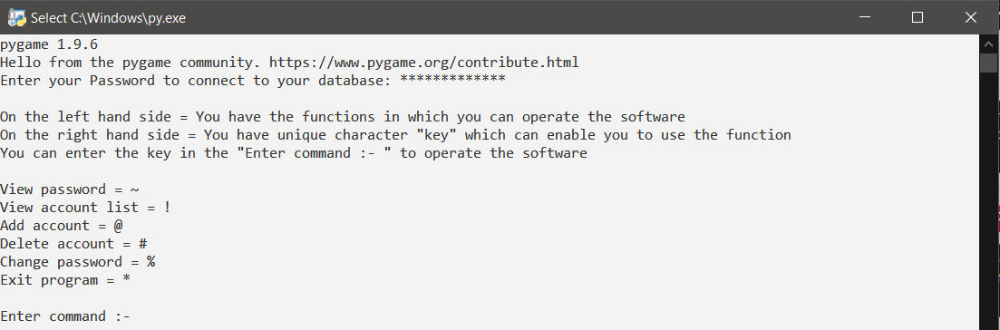 Select C:\Windows\py.exe
pygame 1.9.6
Hello from the pygame community. https://www.pygame.org/contribute.html
Enter your Password to connect to your database: *************
On the left hand side = You have the functions in which you can operate the software
On the right hand side = You have unique character "key" which can enable you to use the function
You can enter the key in the "Enter command :- " to operate the software
View password = ~
View account list = !
Add account = @
Delete account = #
Change password = %
Exit program = *
Enter command :-